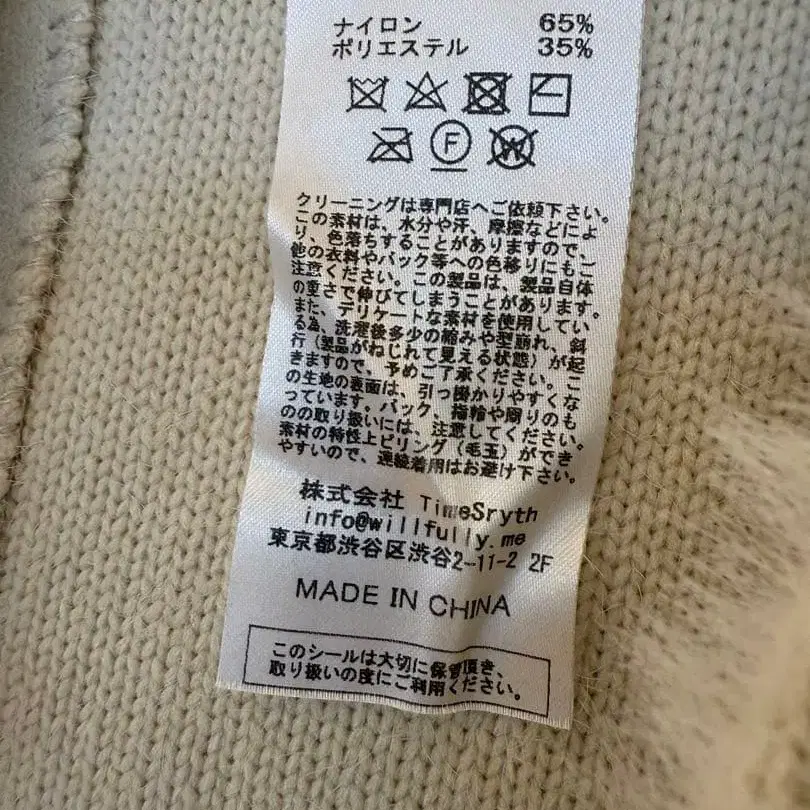 ナイロン 65%
ポリエステル 35%
F
W
クリーニングは専門店へご依頼下さい。
この素材は、水分や汗、摩擦などによ
り、色落ちすることがありますので、
他の衣料やバック等への色移りにもご
注意ください。この製品は、製品自体
の重さで伸びてしまうことがあります。
また、デリケートな素材を使用してい
る為、洗濯後多少の縮みや型崩れ、斜
行（製品がねじれて見える状態）が起
きますので、予めご了承ください。こ
の生地の表面は、引っ掛かりやすくな
っています。バック、指輪や周りのも
のの取り扱いには、注意してください。
素材の特性上ピリング（毛玉）ができ
やすいので、連続着用はお避け下さい。
株式会社 TimeSryth
info@willfully.me
東京都渋谷区渋谷2-11-2 2F
MADE IN CHINA
このシールは大切に保管頂き、
取り扱いの度にご利用ください。